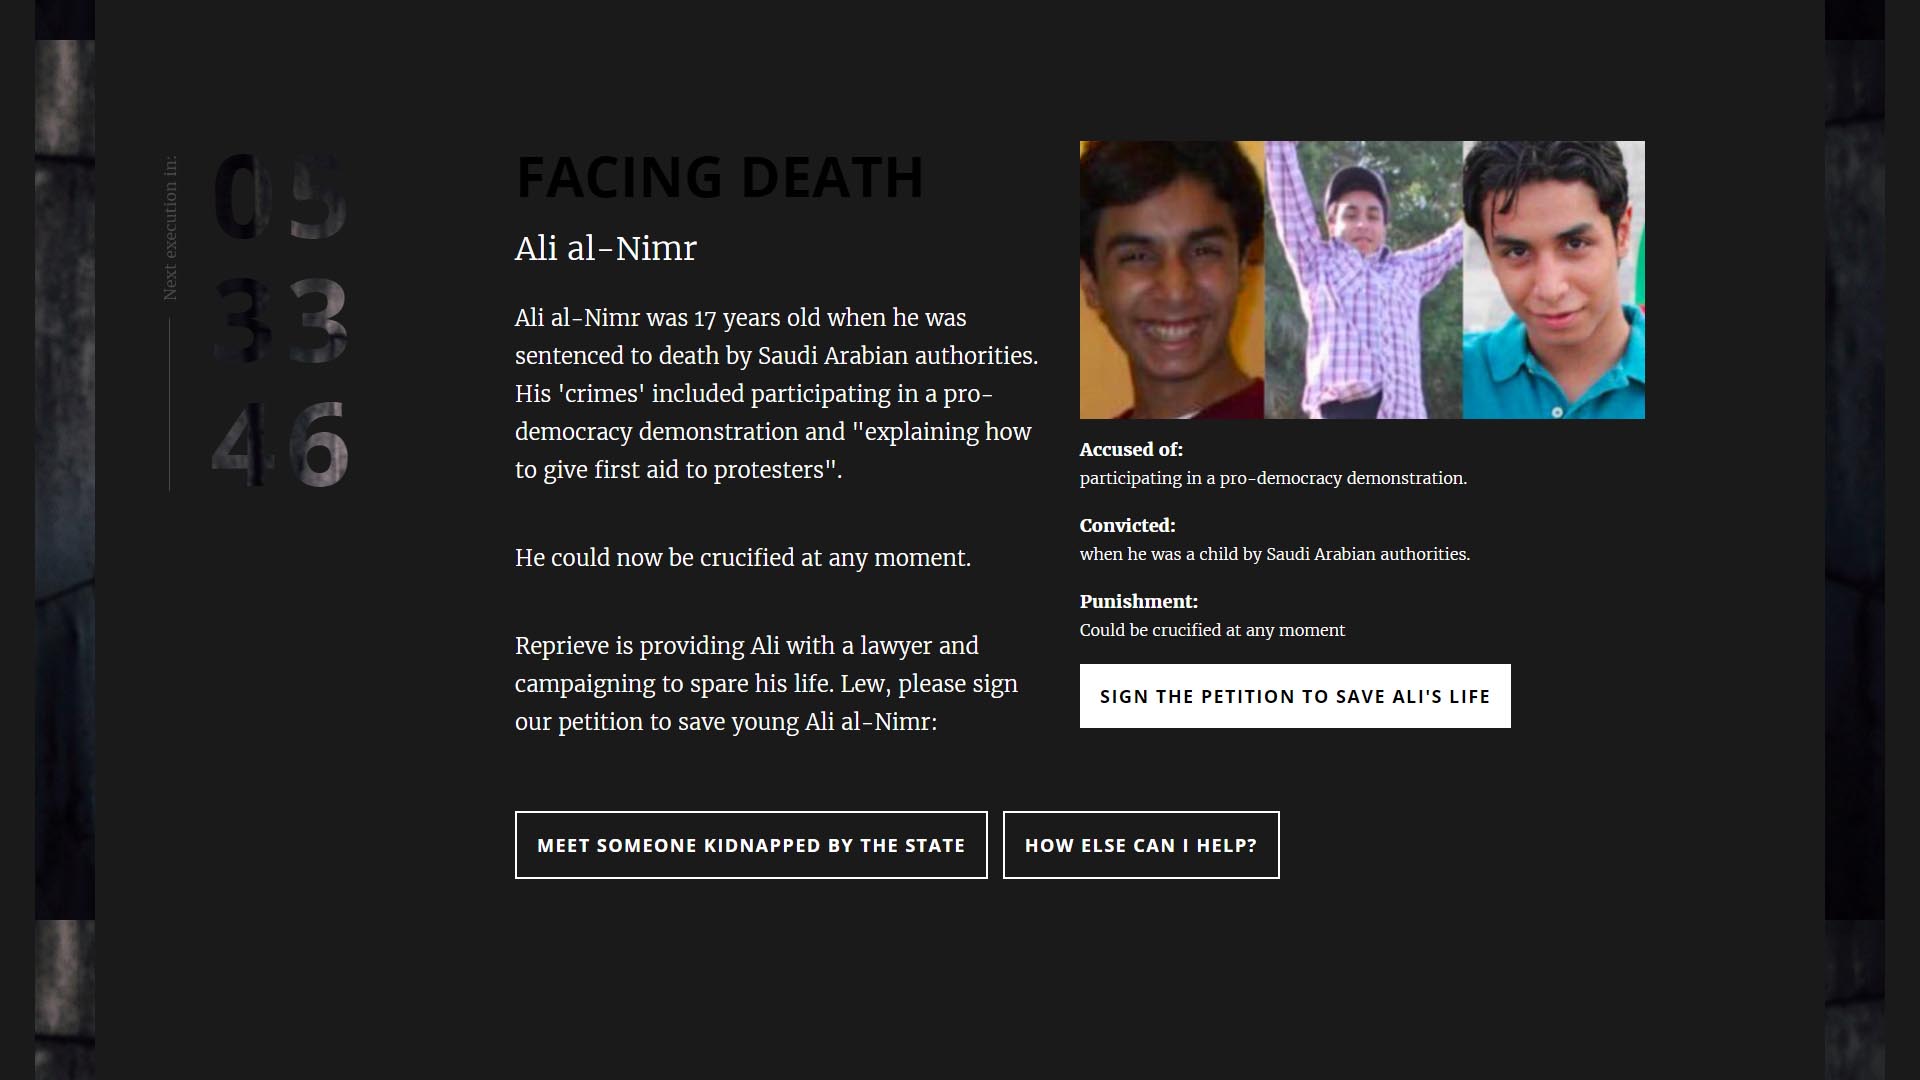 Next execution in:
05
33
46
FACING DEATH
Ali al-Nimr
Ali al-Nimr was 17 years old when he was
sentenced to death by Saudi Arabian authorities.
His 'crimes' included participating in a pro-
democracy demonstration and "explaining how
to give first aid to protesters".
He could now be crucified at any moment.
Reprieve is providing Ali with a lawyer and
campaigning to spare his life. Lew, please sign
our petition to save young Ali al-Nimr:
Accused of:
participating in a pro-democracy demonstration.
Convicted:
when he was a child by Saudi Arabian authorities.
Punishment:
Could be crucified at any moment
SIGN THE PETITION TO SAVE ALI'S LIFE
MEET SOMEONE KIDNAPPED BY THE STATE
HOW ELSE CAN I HELP?